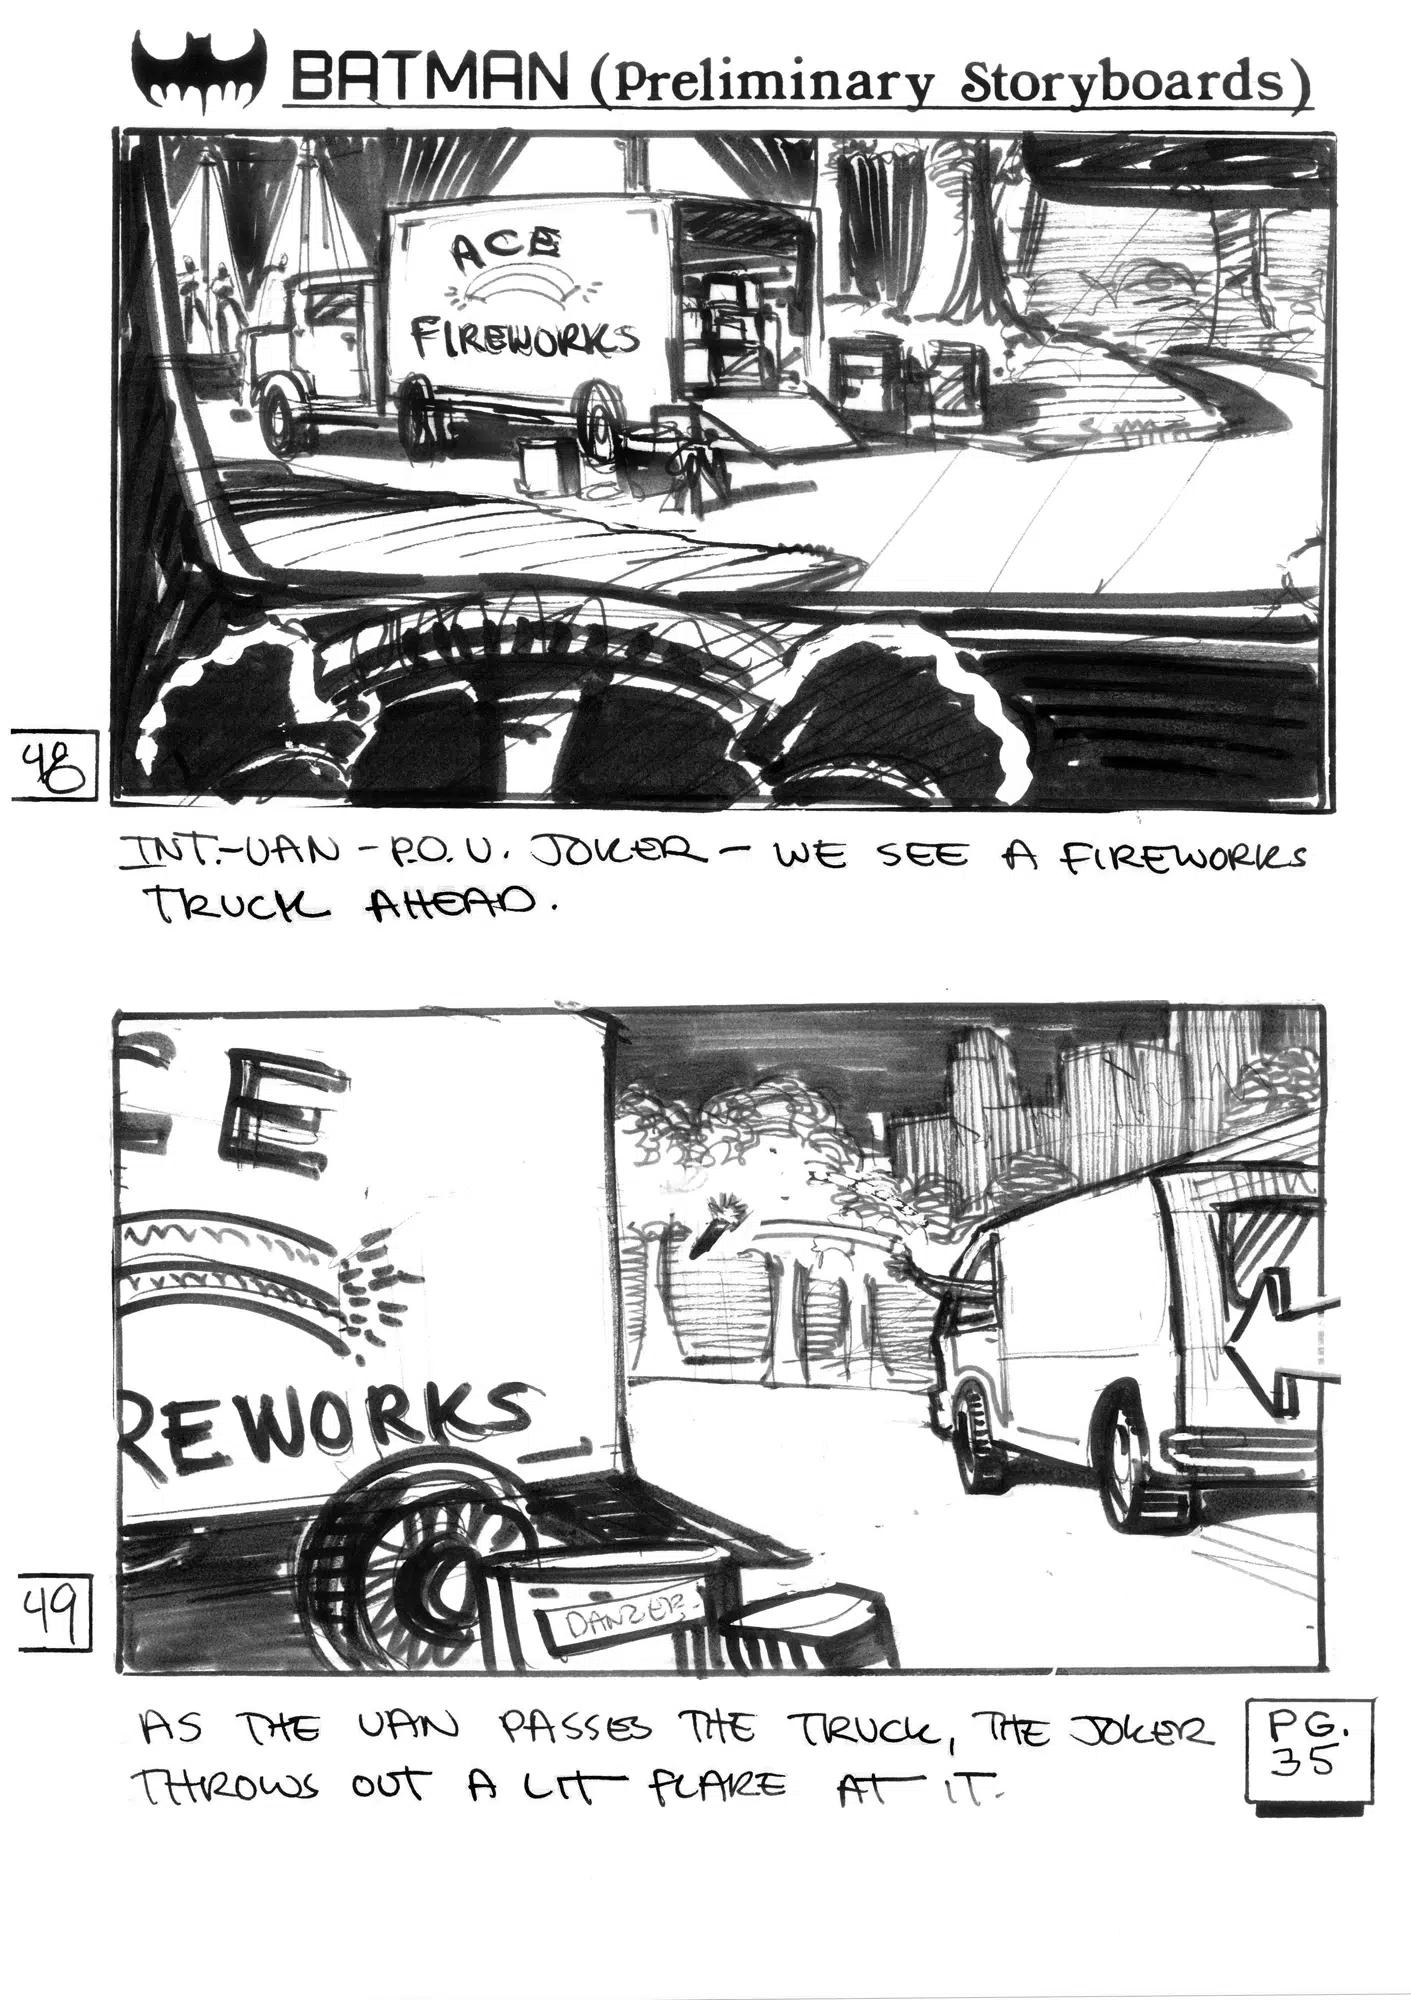 BATMAN (Preliminary Storyboards)
ACE
FIREWORKS
48
INT.-VAN - P.O.V. JOKER - WE SEE A FIREWORKS
TRUCK AHEAD.
CE
REWORKS
DANGER
49
AS THE VAN PASSES THE TRUCK, THE JOKER
THROWS OUT A LIT FLARE AT IT.
PG.
35